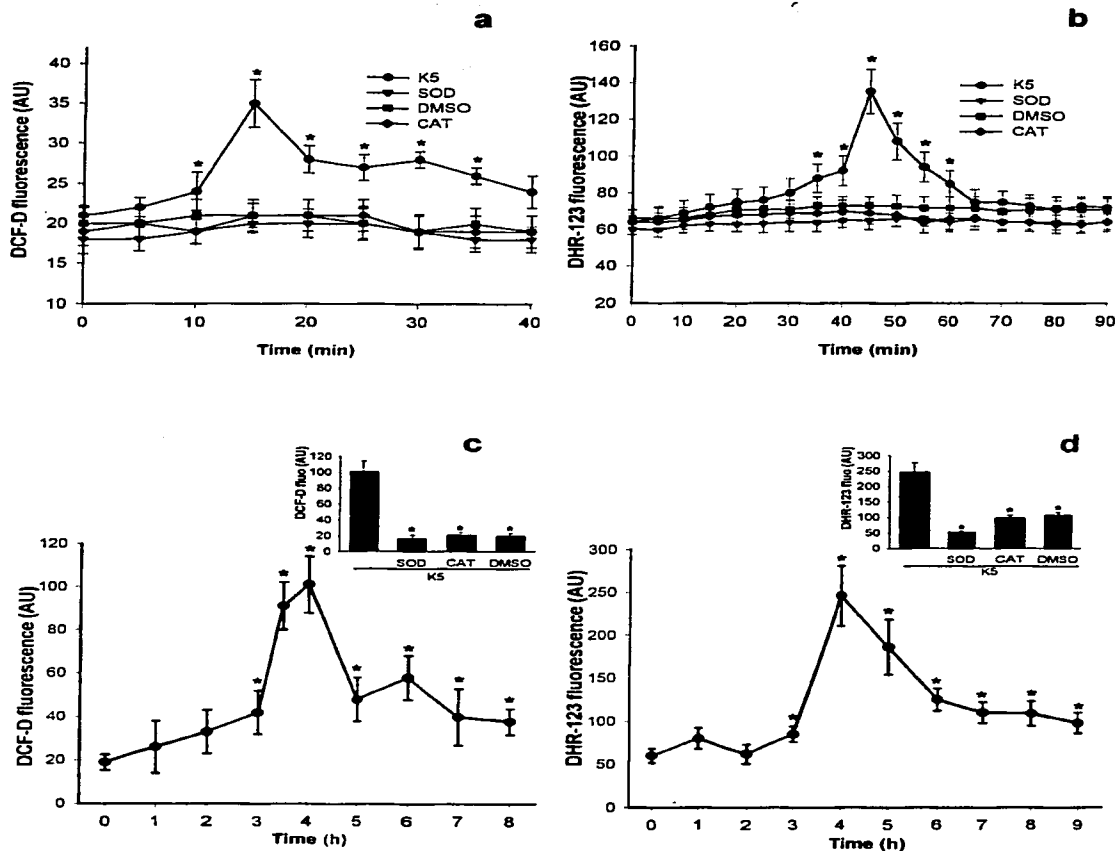 a
DCF-D fluorescence (AU)
40
35
30
25
20
15
10
0 10 20 30 40
Time (min)
K5
SOD
DMSO
CAT
* * * * * *
b
DHR-123 fluorescence (AU)
160
140
120
100
80
60
40
20
0 10 20 30 40 50 60 70 80 90
Time (min)
K5
SOD
DMSO
CAT
* * * * * *
c
DCF-D fluo (AU)
120
100
80
60
40
20
0
* * *
SOD CAT DMSO
K5
DCF-D fluorescence (AU)
120
100
80
60
40
20
0
* * * * * * *
0 1 2 3 4 5 6 7 8
Time (h)
d
DHR-123 fluo (AU)
300
250
200
150
100
50
0
* * *
SOD CAT DMSO
K5
DHR-123 fluorescence (AU)
300
250
200
150
100
50
0
* * * * * * *
0 1 2 3 4 5 6 7 8 9
Time (h)